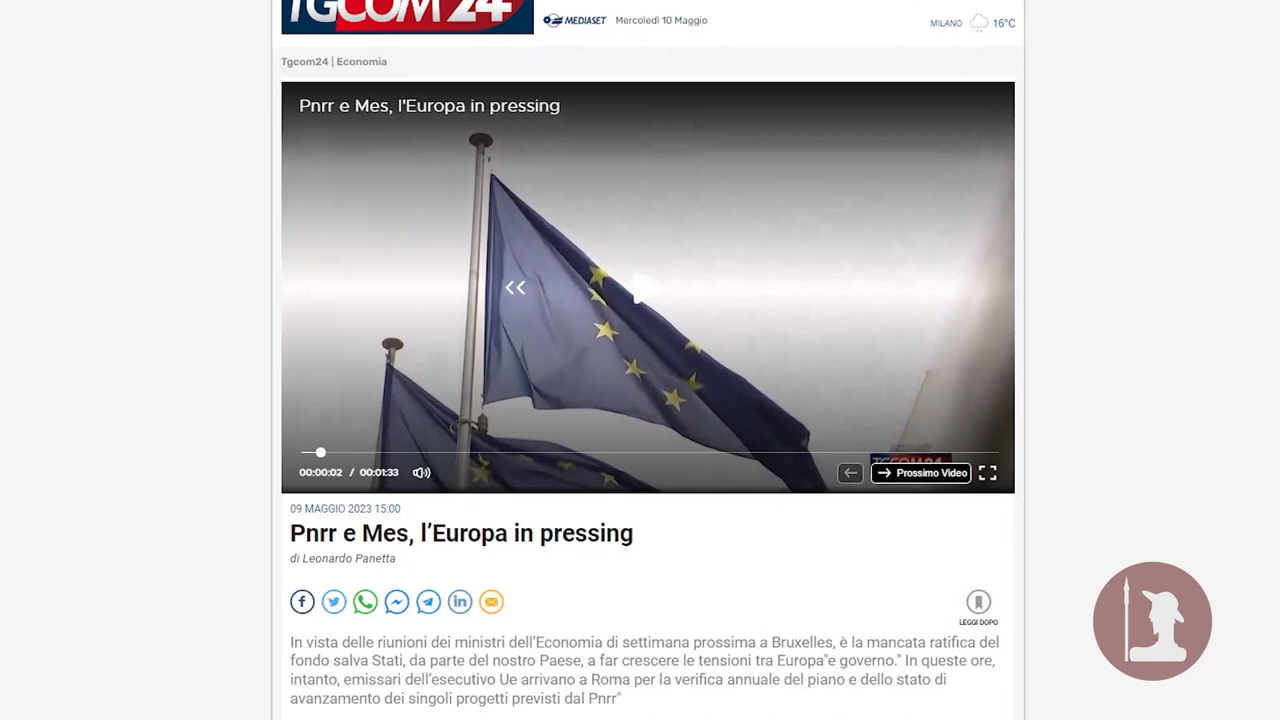 TGCOM 24
MEDIASET Mercoledì 10 Maggio
MILANO 16°C
Tgcom24 | Economia
Pnrr e Mes, l'Europa in pressing
TGCOM 24
00:00:02 / 00:01:33
Prossimo Video
09 MAGGIO 2023 15:00
Pnrr e Mes, l’Europa in pressing
di Leonardo Panetta
LEGGI DOPO
In vista delle riunioni dei ministri dell’Economia di settimana prossima a Bruxelles, è la mancata ratifica del
fondo salva Stati, da parte del nostro Paese, a far crescere le tensioni tra Europa"e governo." In queste ore,
intanto, emissari dell’esecutivo Ue arrivano a Roma per la verifica annuale del piano e dello stato di
avanzamento dei singoli progetti previsti dal Pnrr"